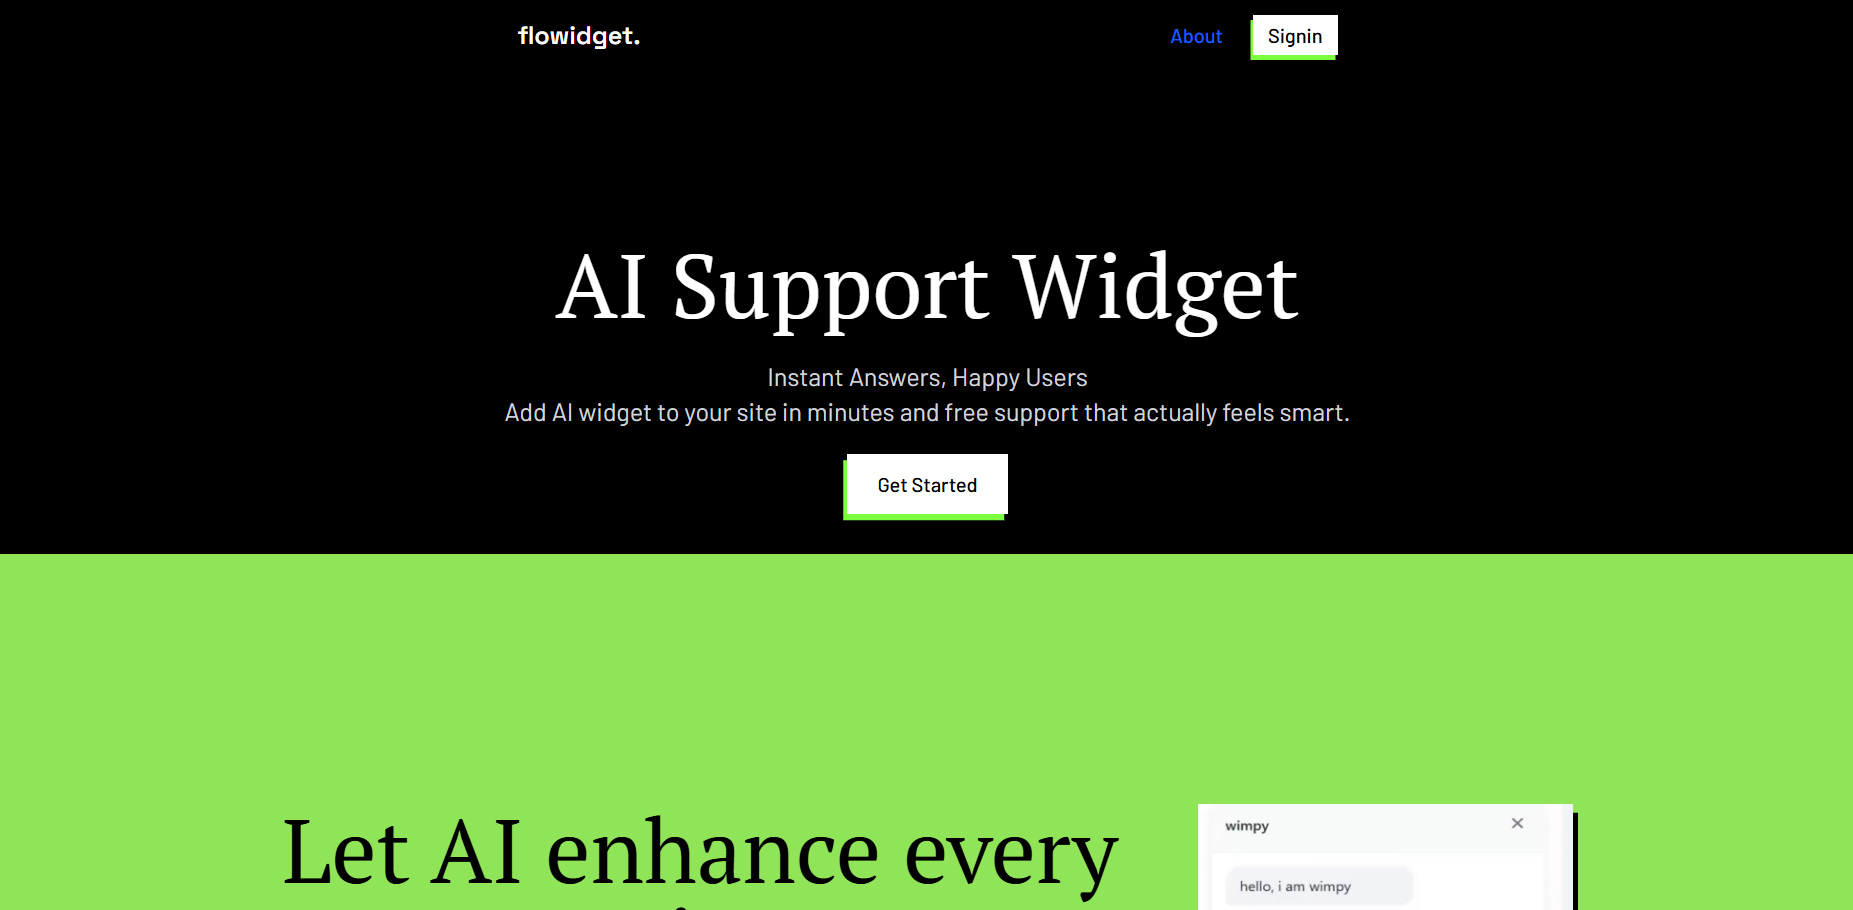 flowidget.
About
Signin
AI Support Widget
Instant Answers, Happy Users
Add AI widget to your site in minutes and free support that actually feels smart.
Get Started
Let AI enhance every
wimpy
hello, i am wimpy